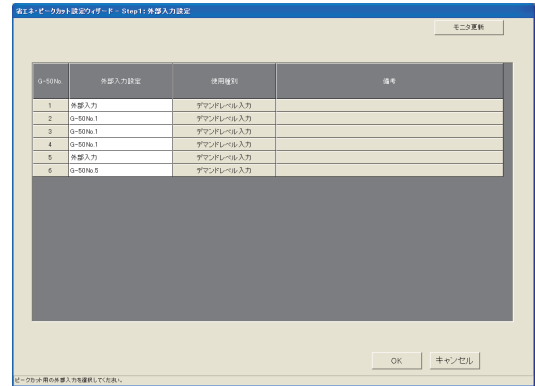 省エネ・ピークカット設定ウィザード - Step1:外部入力設定
モニタ更新
G-50No. 外部入力設定 使用種別 備考
1 外部入力 デマンドレベル入力
2 G-50No.1 デマンドレベル入力
3 G-50No.1 デマンドレベル入力
4 G-50No.1 デマンドレベル入力
5 外部入力 デマンドレベル入力
6 G-50No.5 デマンドレベル入力
OK キャンセル
ピークカット用の外部入力を選択してください。